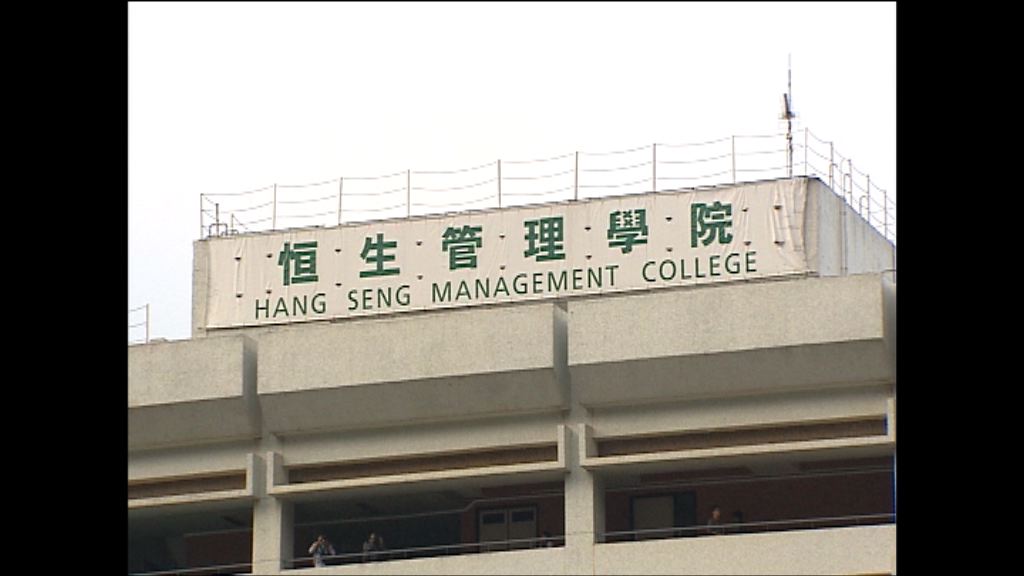 恒生管理學院
HANG SENG MANAGEMENT COLLEGE